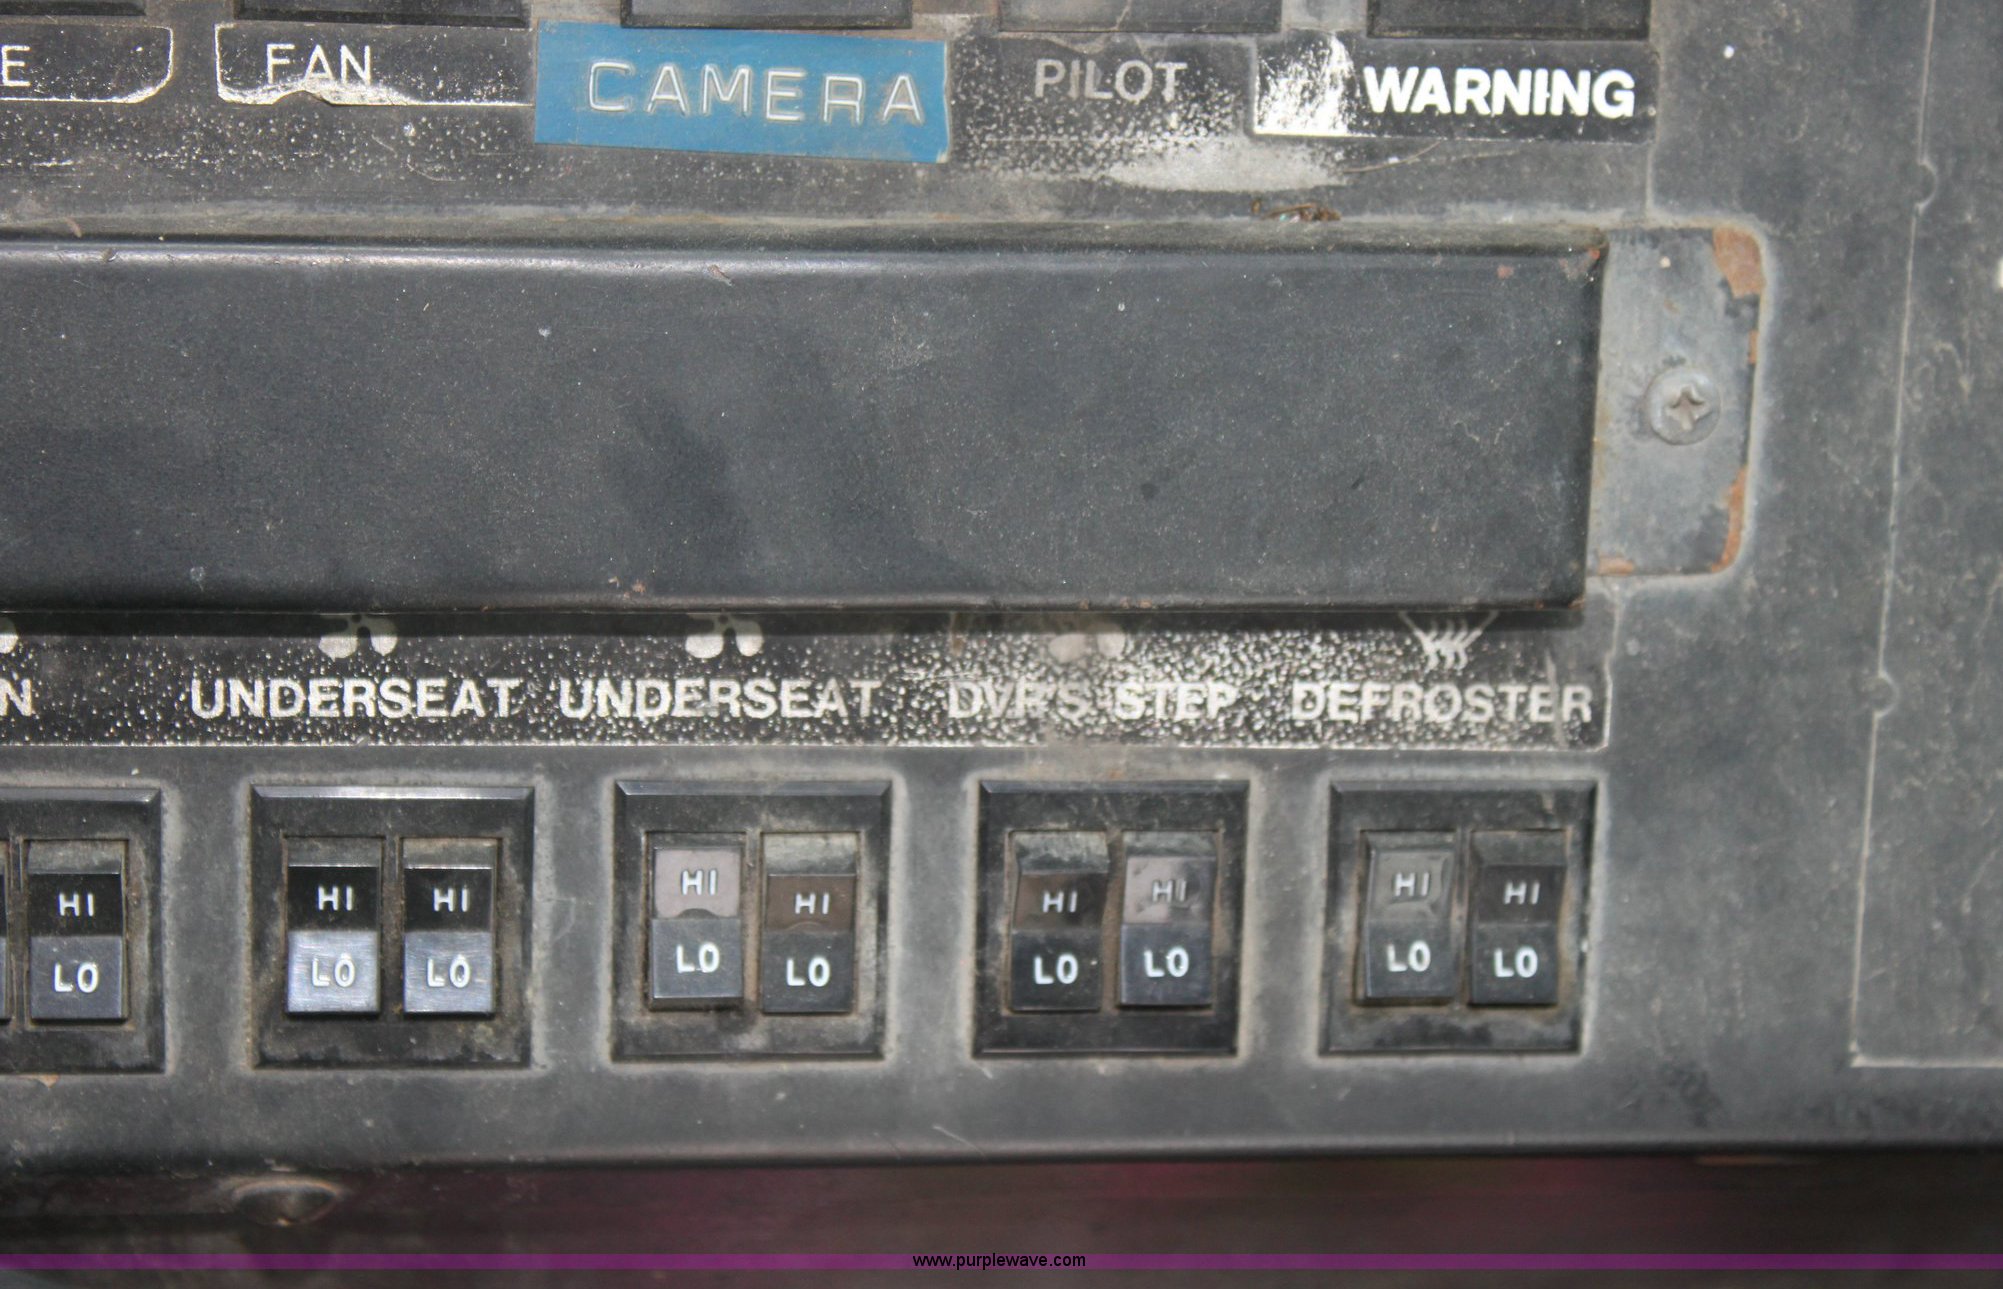 E FAN CAMERA PILOT WARNING
N UNDERSEAT UNDERSEAT DVR'S STEP DEFROSTER
HI HI HI HI HI HI HI HI HI
LO LO LO LO LO LO LO LO LO
www.purplewave.com